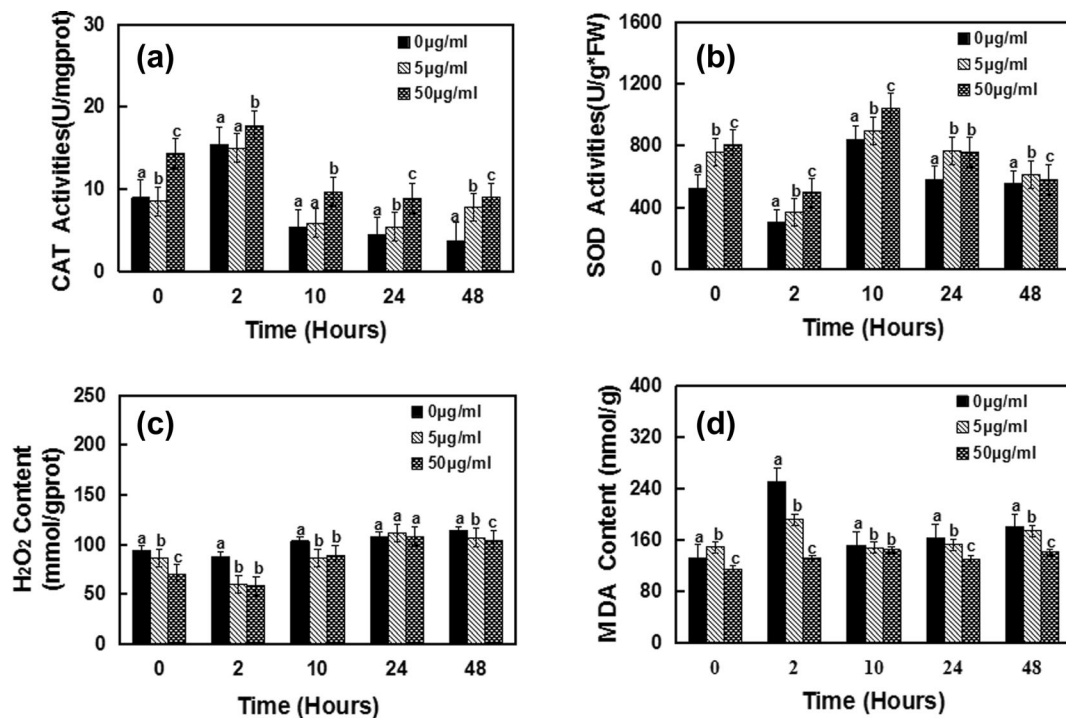 (a)
CAT Activities(U/mgprot)
30
20
10
0
0µg/ml
5µg/ml
50µg/ml
a b c
a a b
a a b
a b c
a b c
0 2 10 24 48
Time (Hours)
(b)
SOD Activities(U/g*FW)
1600
1200
800
400
0
0µg/ml
5µg/ml
50µg/ml
a b c
a b c
a b c
a b b
a b c
0 2 10 24 48
Time (Hours)
(c)
H2O2 Content
(mmol/gprot)
250
200
150
100
50
0
0µg/ml
5µg/ml
50µg/ml
a b c
a b b
a b b
a a a
a b c
0 2 10 24 48
Time (Hours)
(d)
MDA Content (nmol/g)
400
320
240
160
80
0
0µg/ml
5µg/ml
50µg/ml
a b c
a b c
a b b
a b c
a b c
0 2 10 24 48
Time (Hours)